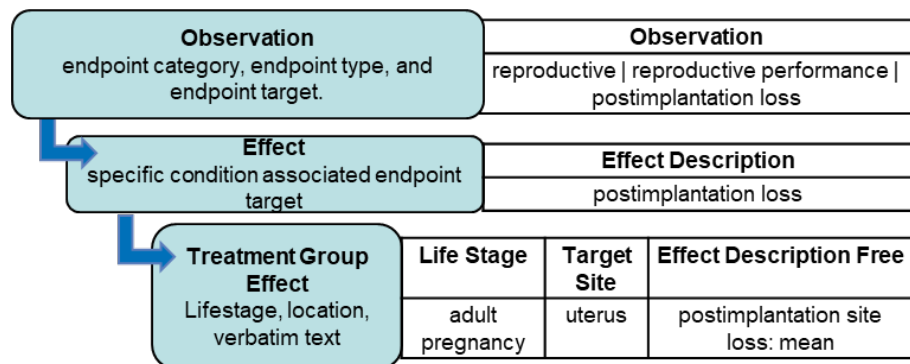 Observation
endpoint category, endpoint type, and
endpoint target.
Observation
reproductive | reproductive performance |
postimplantation loss
Effect
specific condition associated endpoint
target
Effect Description
postimplantation loss
Treatment Group
Effect
Lifestage, location,
verbatim text
Life Stage
Target
Site
Effect Description Free
adult
pregnancy
uterus
postimplantation site
loss: mean